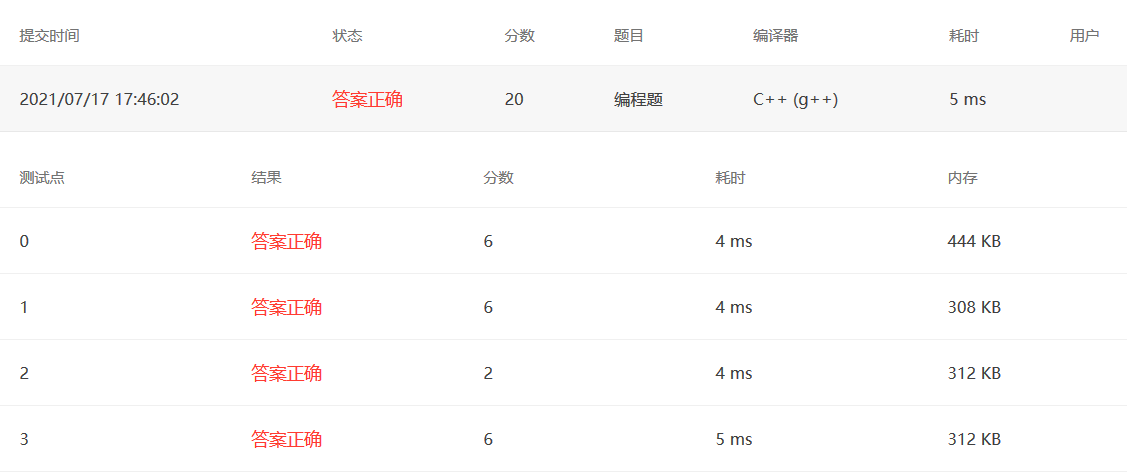 提交时间 状态 分数 题目 编译器 耗时 用户
2021/07/17 17:46:02 答案正确 20 编程题 C++ (g++) 5 ms
测试点 结果 分数 耗时 内存
0 答案正确 6 4 ms 444 KB
1 答案正确 6 4 ms 308 KB
2 答案正确 2 4 ms 312 KB
3 答案正确 6 5 ms 312 KB